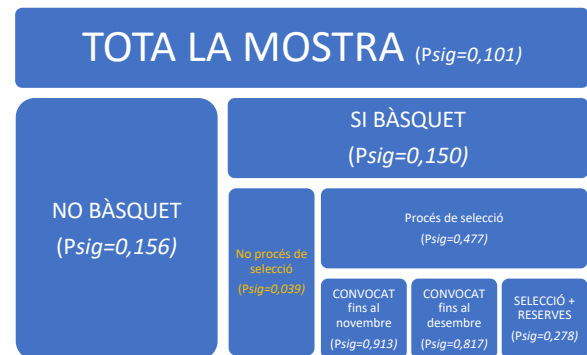 TOTA LA MOSTRA (Psig=0,101)
SI BÀSQUET
(Psig=0,150)
NO BÀSQUET
(Psig=0,156)
No procés de
selecció
(Psig=0,039)
Procés de selecció
(Psig=0,477)
CONVOCAT
fins al
novembre
(Psig=0,913)
CONVOCAT
fins al
desembre
(Psig=0,817)
SELECCIÓ +
RESERVES
(Psig=0,278)